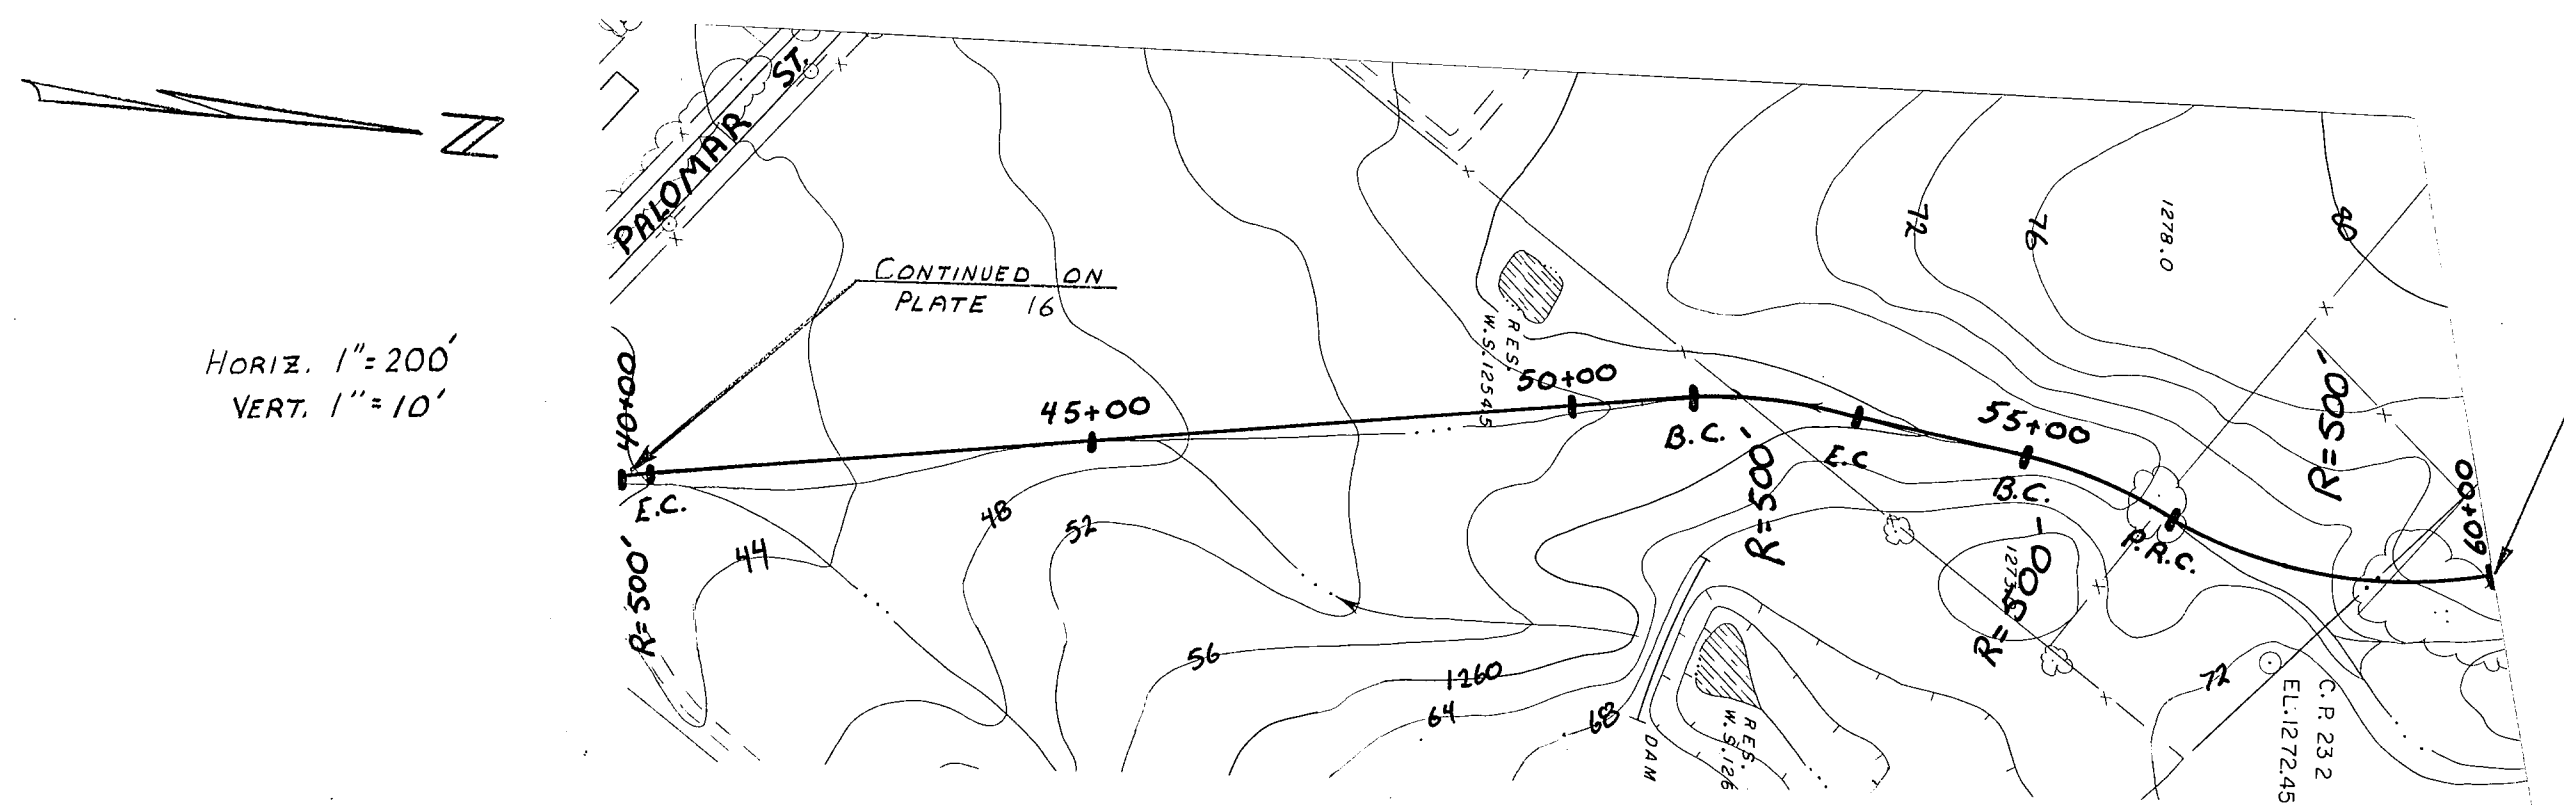 N
HORIZ. 1"=200'
VERT. 1"=10'
PALOMAR ST.
CONTINUED ON
PLATE 16
40+00
E.C.
R=500'
45+00
50+00
RES.
W.S. 1254.5
B.C.
R=500'
E.C
55+00
B.C.
R=500'
P.R.C.
R=500'
60+00
44
48
52
56
1260
64
68
72
76
1278.0
80
DAM
RES.
72
C.P. 232
EL: 1272.45